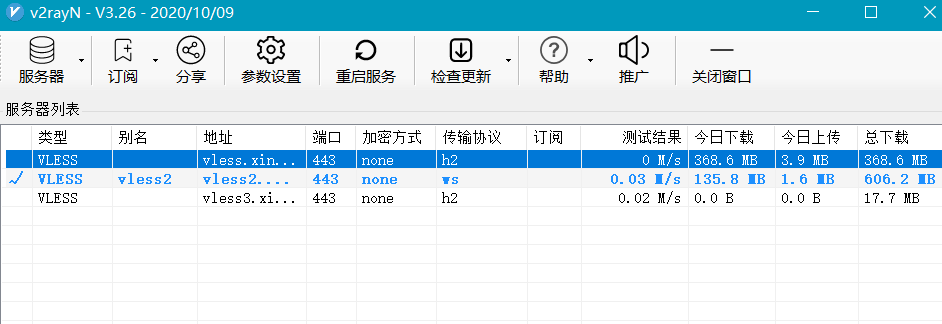 v2rayN - V3.26 - 2020/10/09
服务器 订阅 分享 参数设置 重启服务 检查更新 帮助 推广 关闭窗口
服务器列表
类型 别名 地址 端口 加密方式 传输协议 订阅 测试结果 今日下载 今日上传 总下载
VLESS vless.xin... 443 none h2 0 M/s 368.6 MB 3.9 MB 368.6 MB
VLESS vless2 vless2.... 443 none ws 0.03 M/s 135.8 MB 1.6 MB 606.2 MB
VLESS vless3.xi... 443 none h2 0.02 M/s 0.0 B 0.0 B 17.7 MB